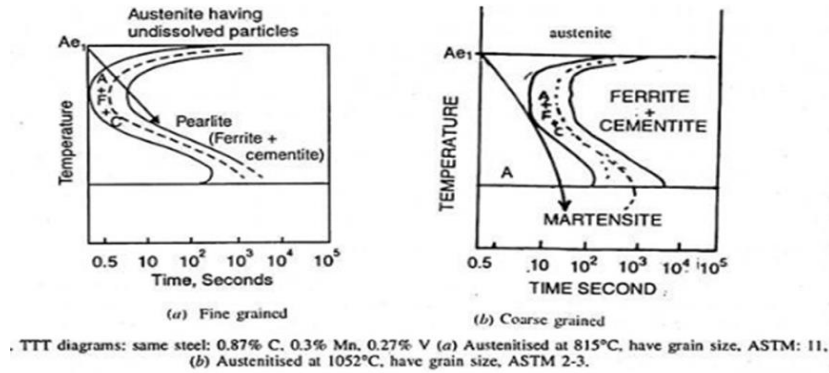 Austenite having
undissolved particles
Ae1
A
+
F
+
C
Pearlite
(Ferrite +
cementite)
Temperature
0.5 10 10² 10³ 10⁴ 10⁵
Time, Seconds
(a) Fine grained
austenite
Ae1
A
+
F
+
C
FERRITE
+
CEMENTITE
TEMPERATURE
A
MARTENSITE
0.5 10 10² 10³ 10⁴ 10⁵
TIME SECOND
(b) Coarse grained
. TTT diagrams: same steel: 0.87% C, 0.3% Mn, 0.27% V (a) Austenitised at 815°C, have grain size, ASTM: 11,
(b) Austenitised at 1052°C, have grain size, ASTM 2-3.